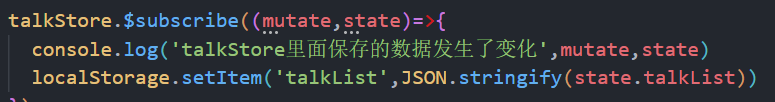 talkStore.$subscribe((mutate,state)=>{
console.log('talkStore里面保存的数据发生了变化',mutate,state)
localStorage.setItem('talkList',JSON.stringify(state.talkList))
})